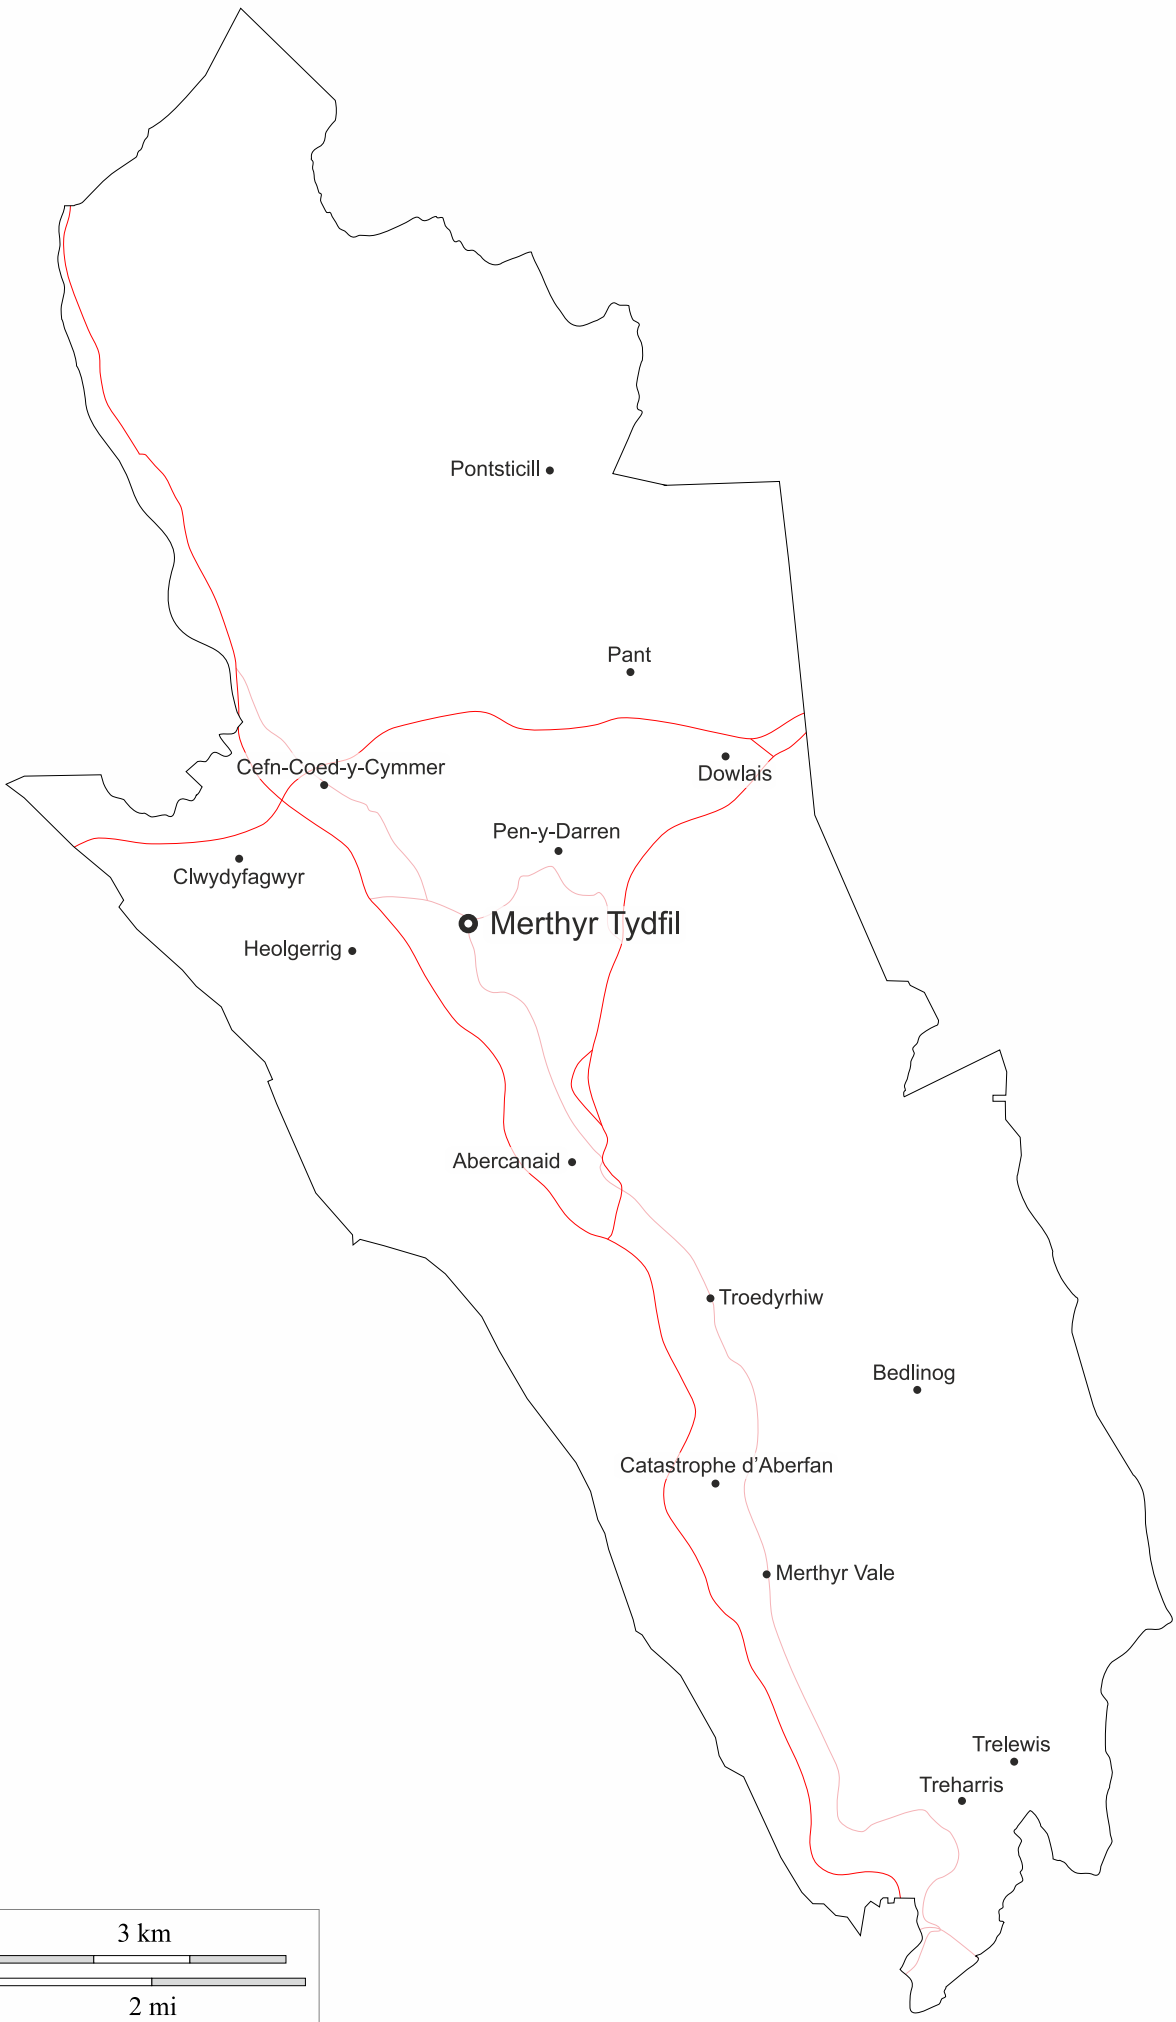 Pontsticill
Pant
Cefn-Coed-y-Cymmer
Dowlais
Pen-y-Darren
Clwydyfagwyr
Merthyr Tydfil
Heolgerrig
Abercanaid
Troedyrhiw
Bedlinog
Catastrophe d'Aberfan
Merthyr Vale
Trelewis
Treharris
3 km
2 mi